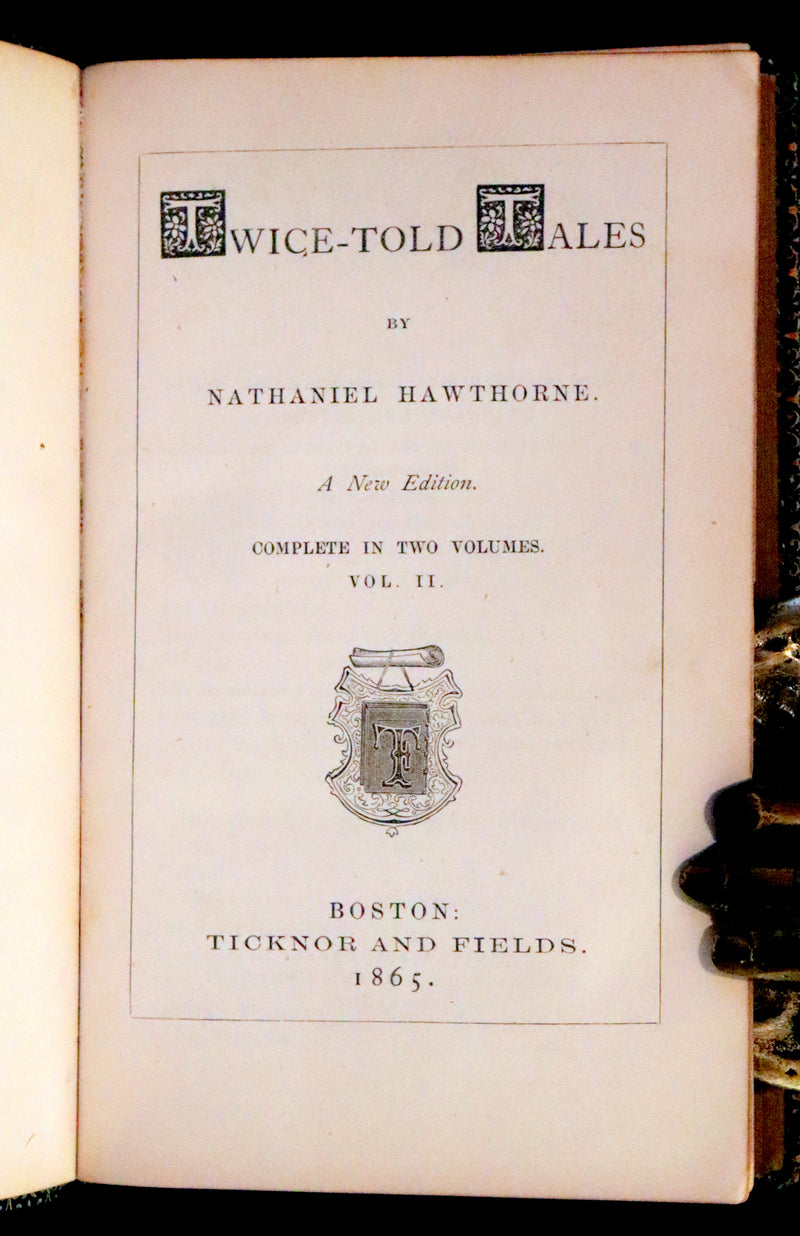 TWICE-TOLD TALES
BY
NATHANIEL HAWTHORNE.
A New Edition.
COMPLETE IN TWO VOLUMES.
VOL. II.
TF
BOSTON:
TICKNOR AND FIELDS.
1865.